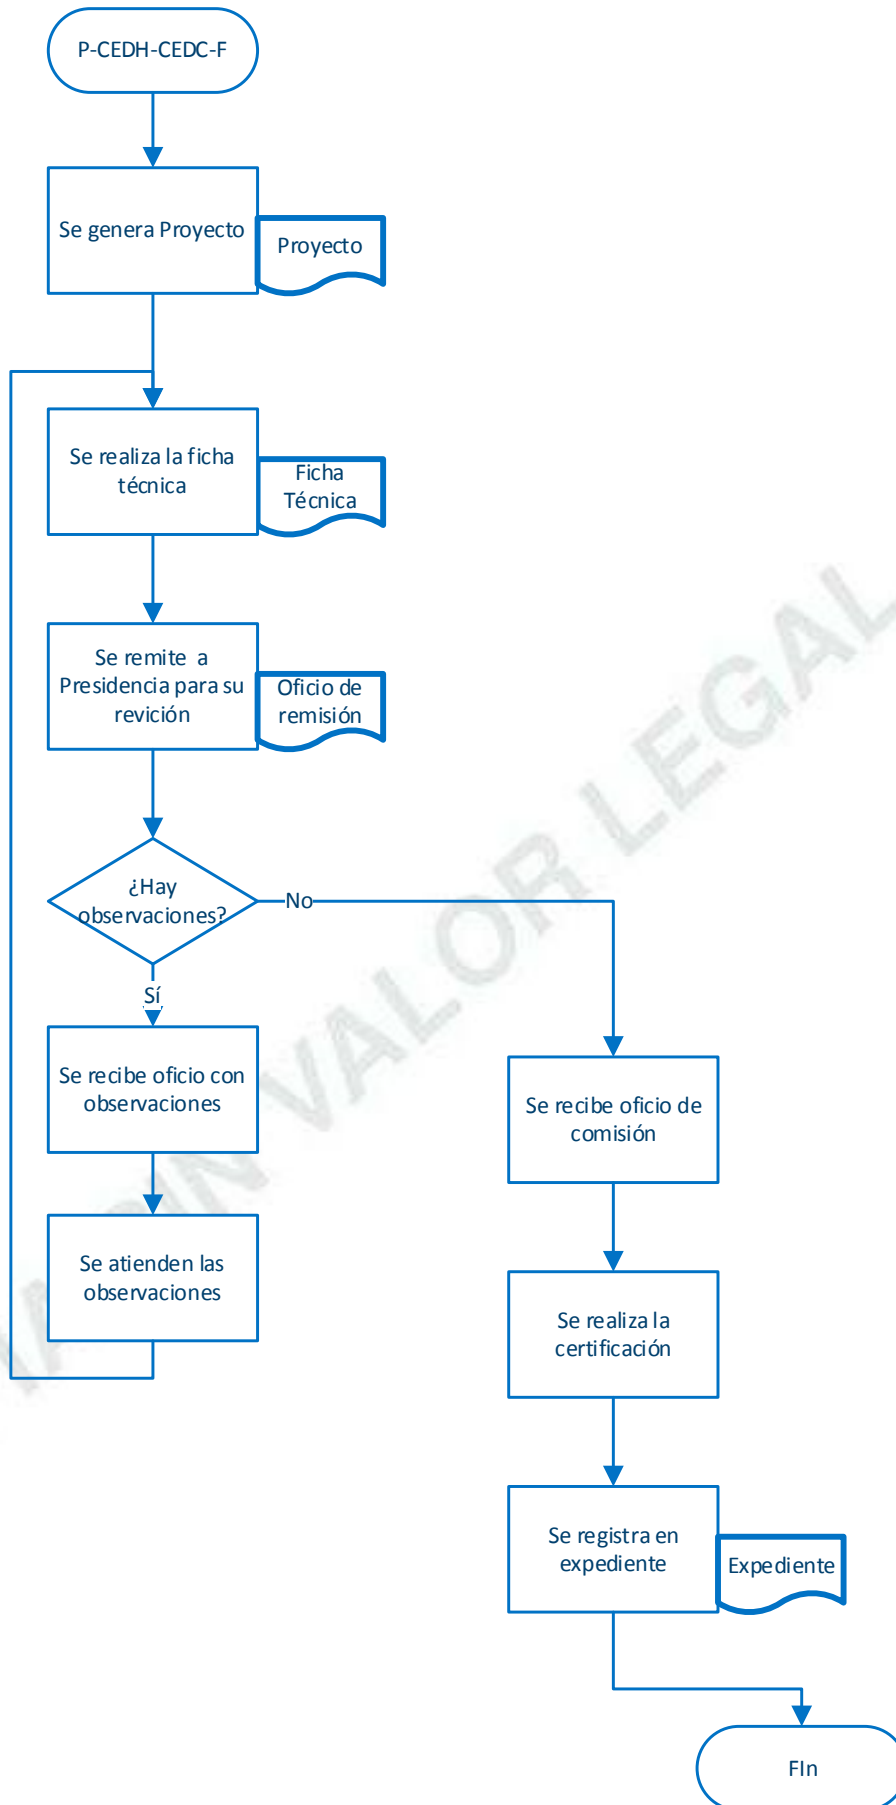 P-CEDH-CEDC-F
Se genera Proyecto
Proyecto
Se realiza la ficha
técnica
Ficha
Técnica
Se remite a
Presidencia para su
revición
Oficio de
remisión
¿Hay
observaciones?
No
Sí
Se recibe oficio con
observaciones
Se atienden las
observaciones
Se recibe oficio de
comisión
Se realiza la
certificación
Se registra en
expediente
Expediente
FIn
SIN VALOR LEGAL